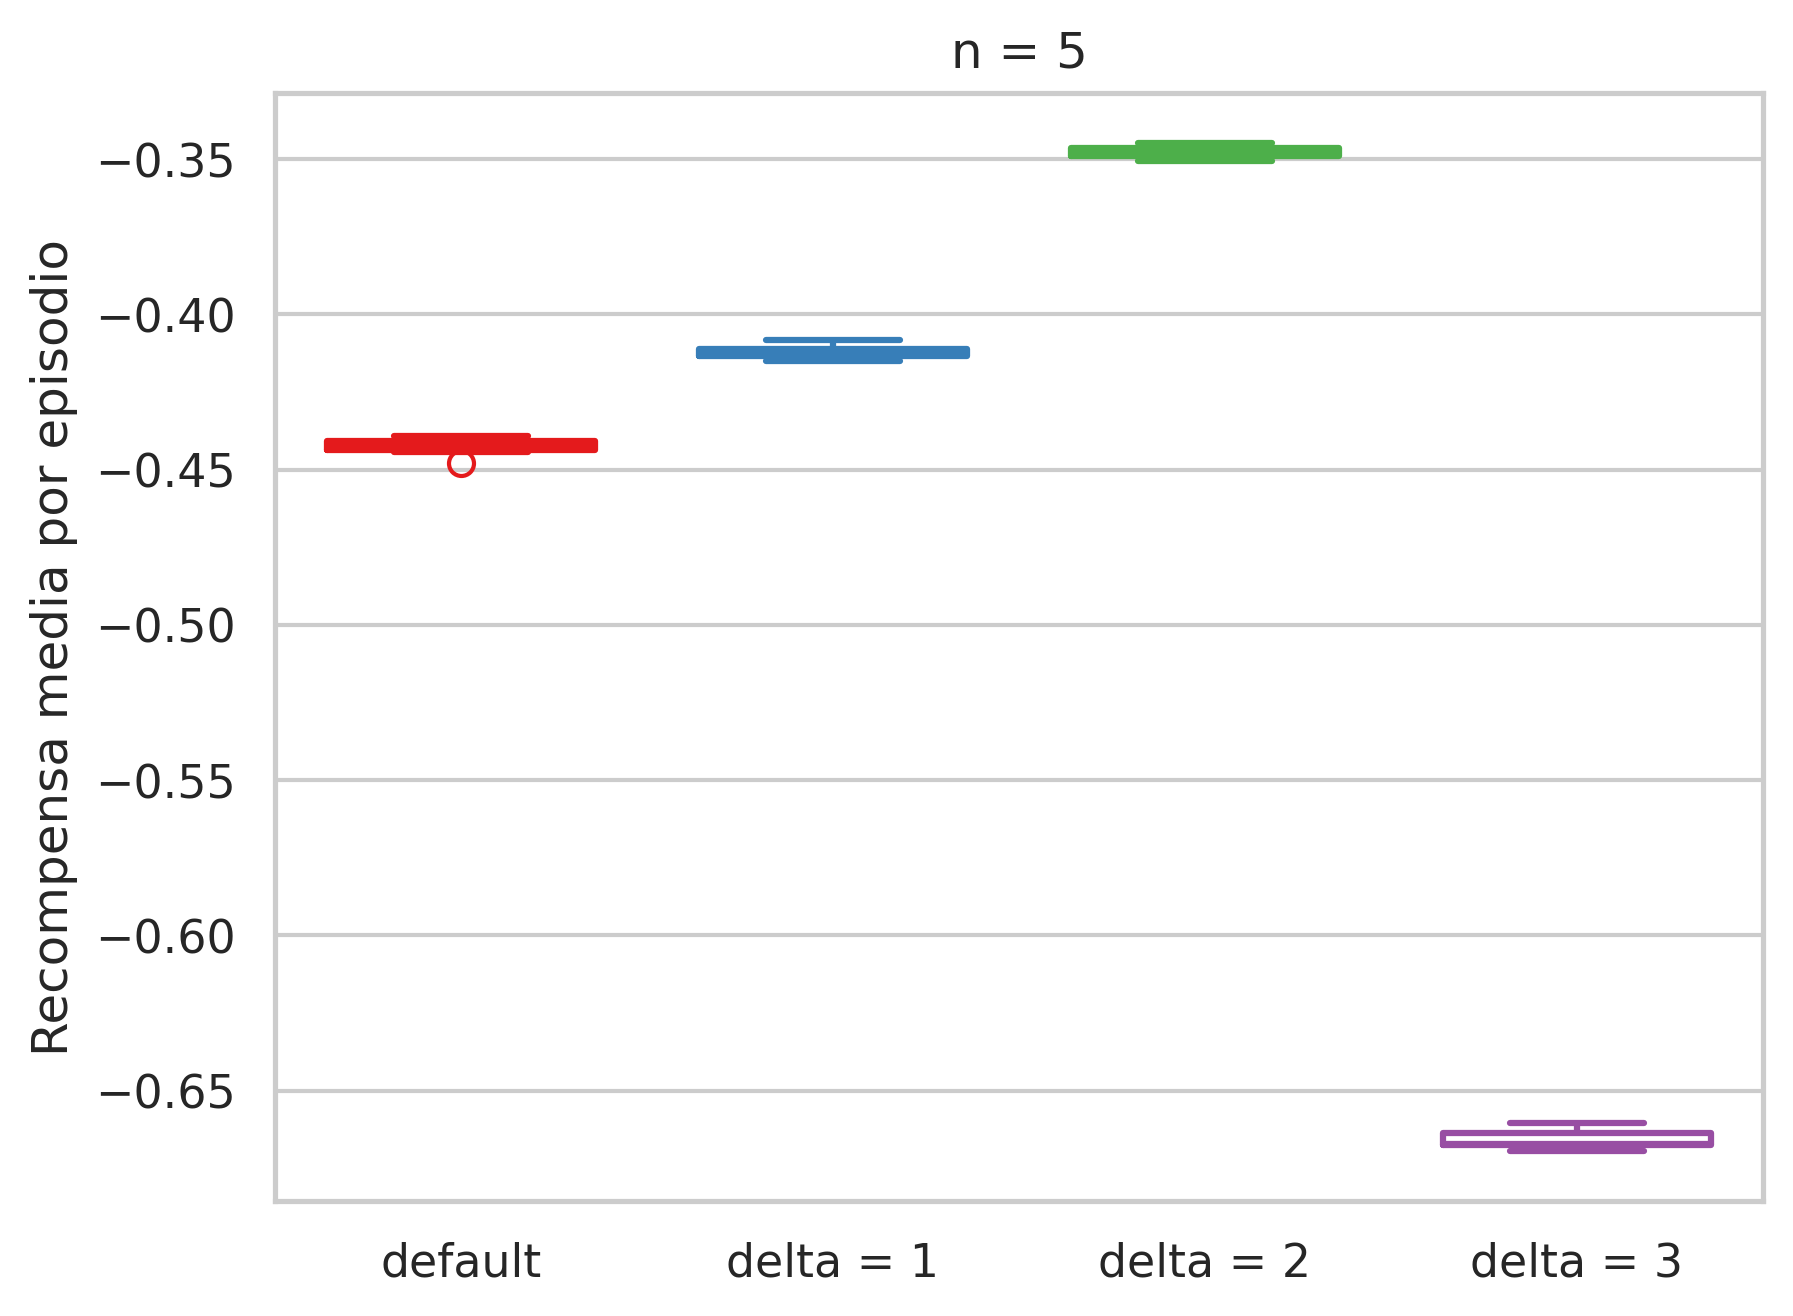 n = 5
Recompensa media por episodio
−0.35
−0.40
−0.45
−0.50
−0.55
−0.60
−0.65
default
delta = 1
delta = 2
delta = 3